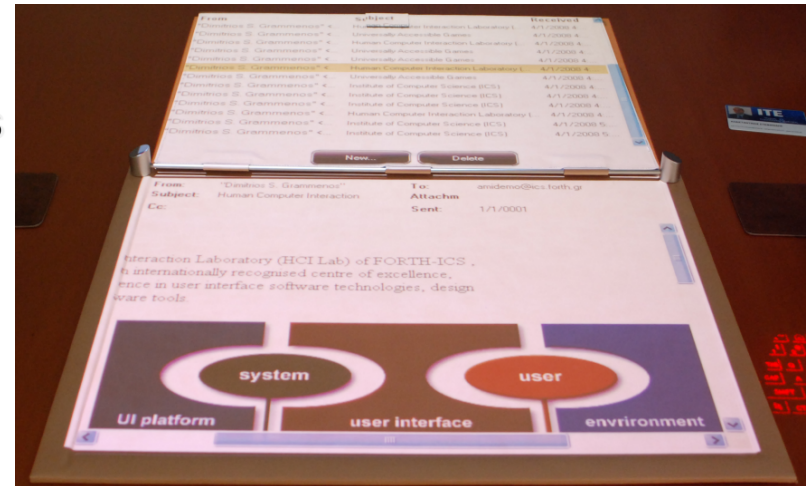 From Subject Received
"Dimitrios S. Grammenos" <... Human Computer Interaction Laboratory (... 4/1/2008 4...
"Dimitrios S. Grammenos" <... Universally Accessible Games 4/1/2008 4...
"Dimitrios S. Grammenos" <... Human Computer Interaction Laboratory (... 4/1/2008 4...
"Dimitrios S. Grammenos" <... Universally Accessible Games 4/1/2008 4...
"Dimitrios S. Grammenos" <... Universally Accessible Games 4/1/2008 4...
"Dimitrios S. Grammenos" <... Human Computer Interaction Laboratory (... 4/1/2008 4...
"Dimitrios S. Grammenos" <... Universally Accessible Games 4/1/2008 4...
"Dimitrios S. Grammenos" <... Institute of Computer Science (ICS) 4/1/2008 4...
"Dimitrios S. Grammenos" <... Institute of Computer Science (ICS) 4/1/2008 4...
"Dimitrios S. Grammenos" <... Institute of Computer Science (ICS) 4/1/2008 4...
"Dimitrios S. Grammenos" <... Human Computer Interaction Laboratory (... 4/1/2008 4...
"Dimitrios S. Grammenos" <... Institute of Computer Science (ICS) 4/1/2008 5...
"Dimitrios S. Grammenos" <... Institute of Computer Science (ICS) 4/1/2008 5...
New... Delete
ITE
From: "Dimitrios S. Grammenos" To: amidemo@ics.forth.gr
Subject: Human Computer Interaction Attachm
Cc: Sent: 1/1/0001
nteraction Laboratory (HCI Lab) of FORTH-ICS ,
n internationally recognised centre of excellence,
ence in user interface software technologies, design
ware tools.
system user
UI platform user interface envrironment